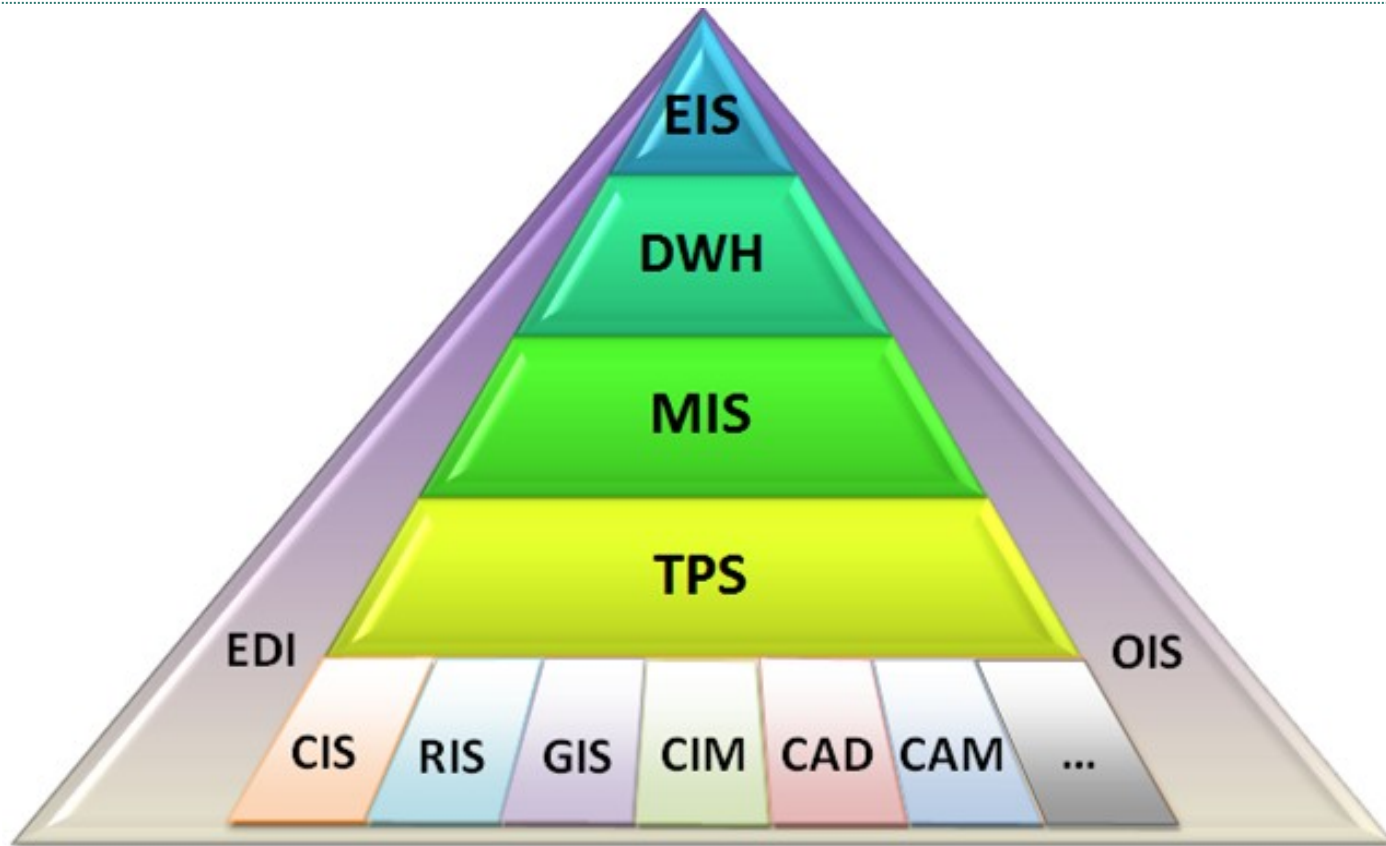 EIS
DWH
MIS
TPS
EDI
OIS
CIS RIS GIS CIM CAD CAM ...